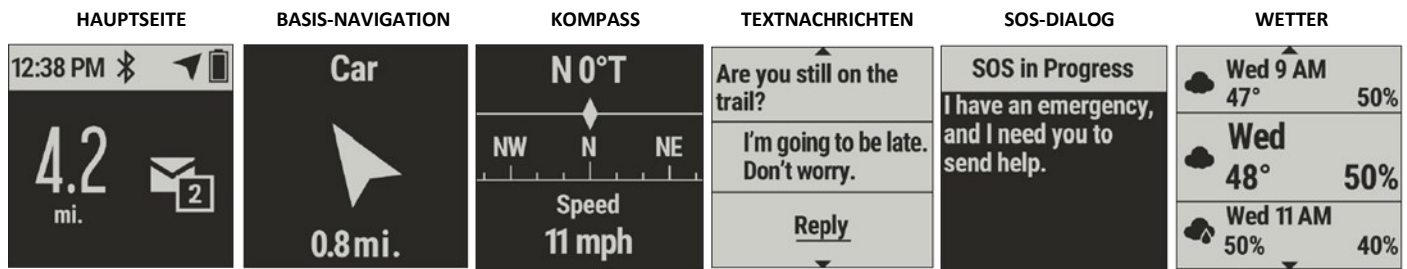 HAUPTSEITE
12:38 PM
4.2
mi.
2
BASIS-NAVIGATION
Car
0.8 mi.
KOMPASS
N 0°T
NW N NE
Speed
11 mph
TEXTNACHRICHTEN
Are you still on the
trail?
I'm going to be late.
Don't worry.
Reply
SOS-DIALOG
SOS in Progress
I have an emergency,
and I need you to
send help.
WETTER
Wed 9 AM
47° 50%
Wed
48° 50%
Wed 11 AM
50% 40%